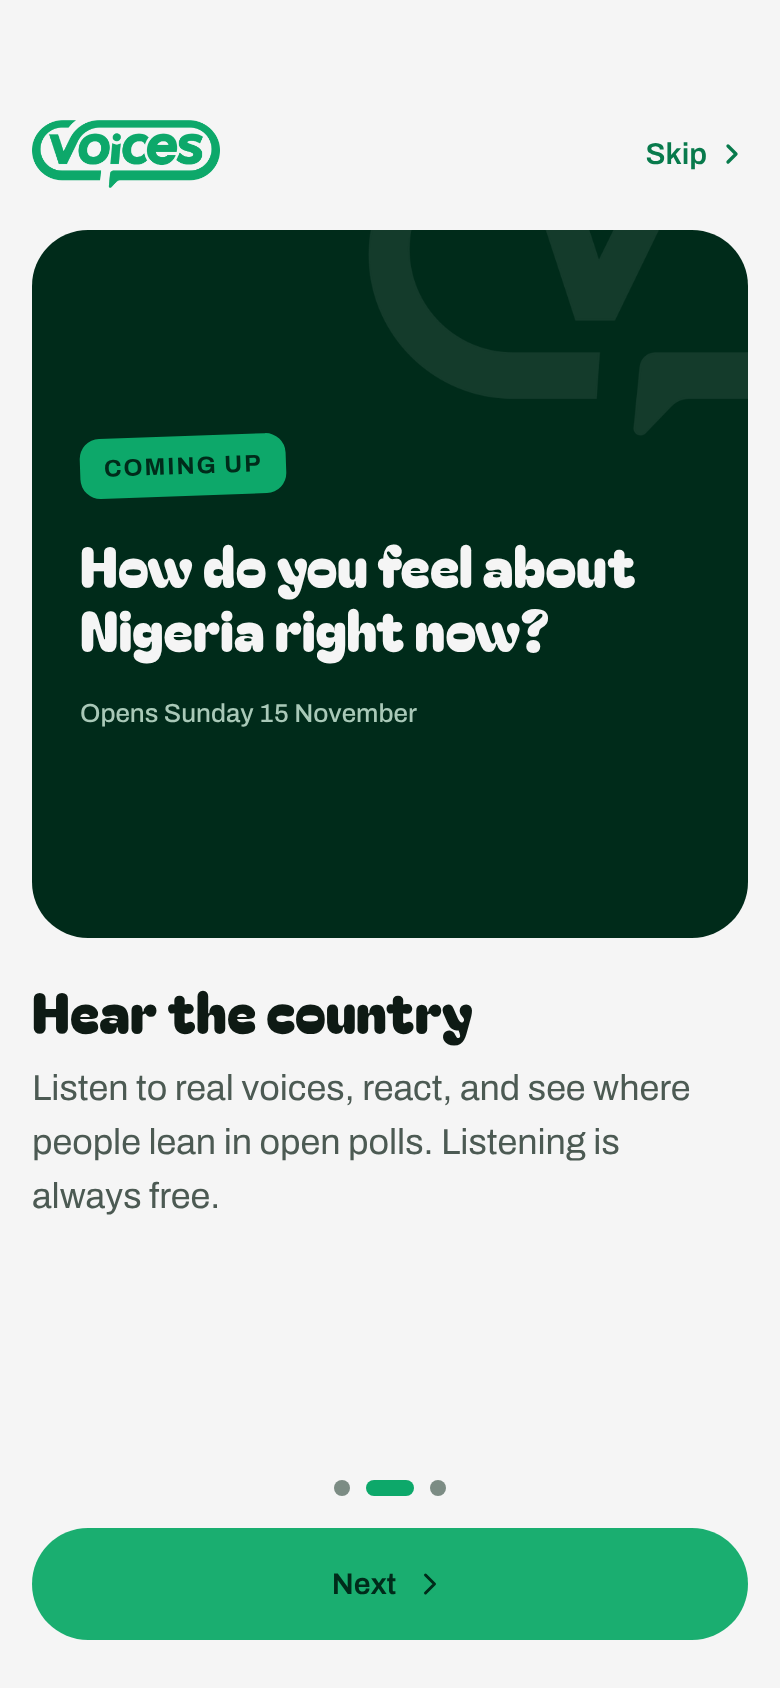 Voices
Skip
COMING UP
How do you feel about
Nigeria right now?
Opens Sunday 15 November
Hear the country
Listen to real voices, react, and see where
people lean in open polls. Listening is
always free.
Next